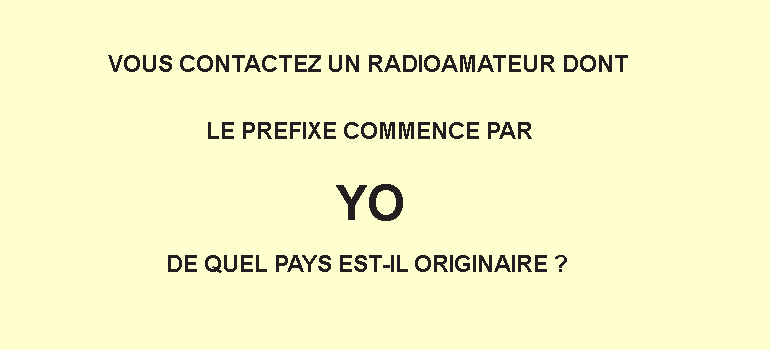 VOUS CONTACTEZ UN RADIOAMATEUR DONT
LE PREFIXE COMMENCE PAR
YO
DE QUEL PAYS EST-IL ORIGINAIRE ?